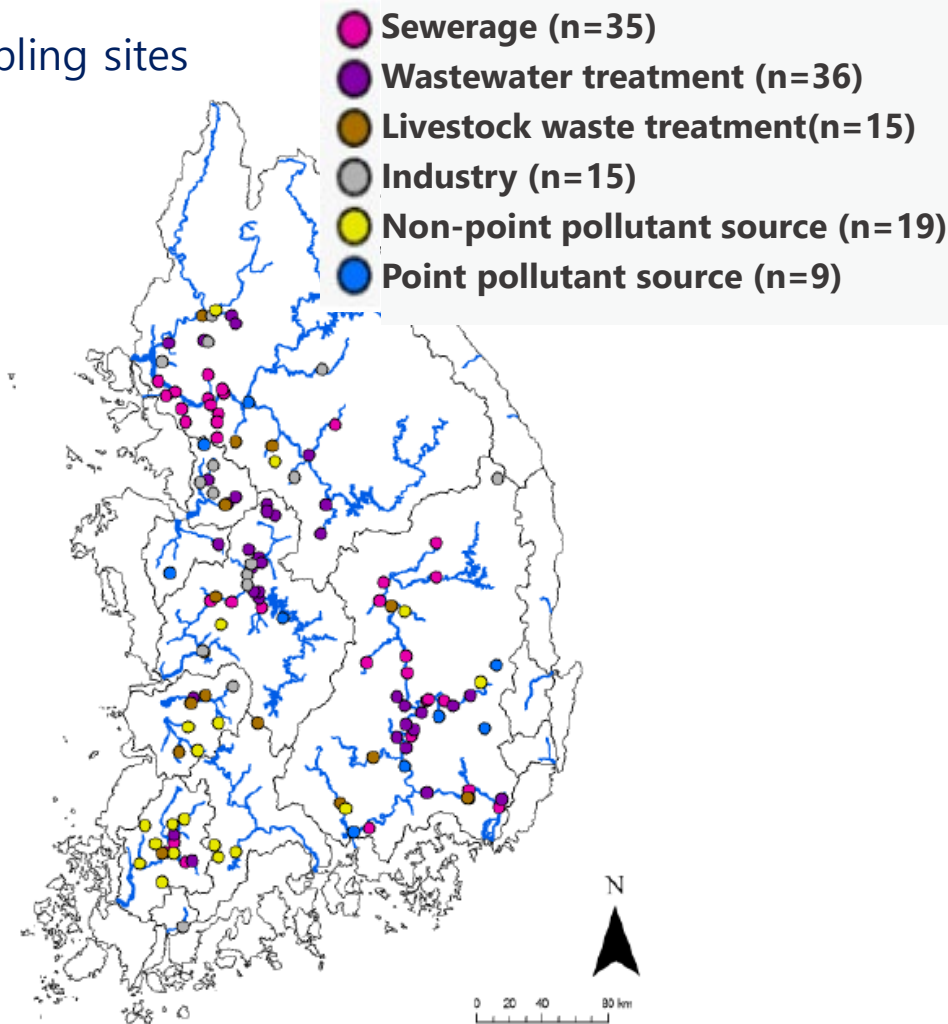 pling sites
Sewerage (n=35)
Wastewater treatment (n=36)
Livestock waste treatment(n=15)
Industry (n=15)
Non-point pollutant source (n=19)
Point pollutant source (n=9)
N
0 20 40 80 km